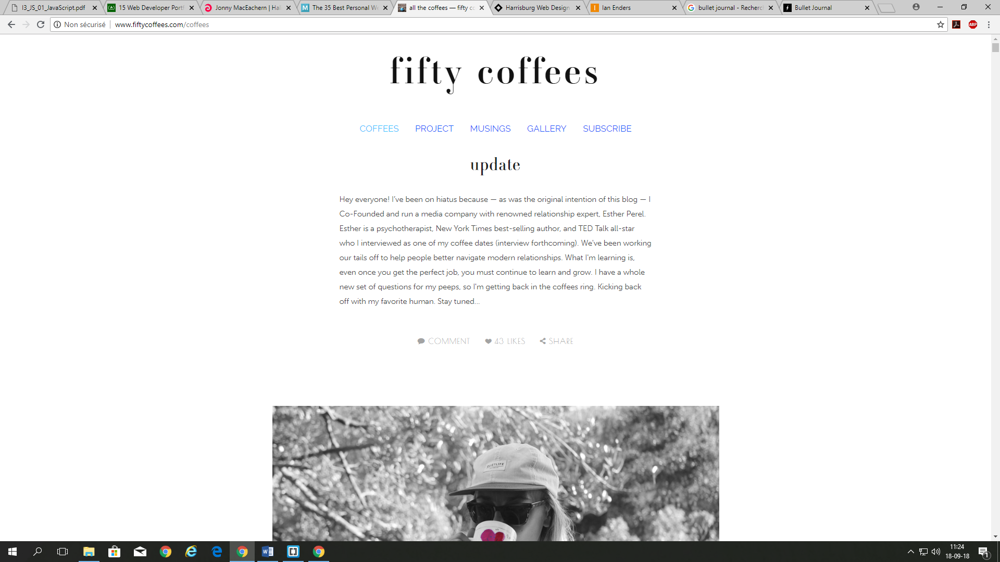 I3_JS_01_JavaScript.pdf
15 Web Developer Portf
Jonny MacEachern | Hal
The 35 Best Personal We
all the coffees — fifty co
Harrisburg Web Design
Ian Enders
bullet journal - Recherc
Bullet Journal
Non sécurisé
www.fiftycoffees.com/coffees
ABP
fifty coffees
COFFEES PROJECT MUSINGS GALLERY SUBSCRIBE
update
Hey everyone! I've been on hiatus because — as was the original intention of this blog — I
Co-Founded and run a media company with renowned relationship expert, Esther Perel.
Esther is a psychotherapist, New York Times best-selling author, and TED Talk all-star
who I interviewed as one of my coffee dates (interview forthcoming). We've been working
our tails off to help people better navigate modern relationships. What I'm learning is,
even once you get the perfect job, you must continue to learn and grow. I have a whole
new set of questions for my peeps, so I'm getting back in the coffees ring. Kicking back
off with my favorite human. Stay tuned...
COMMENT 43 LIKES SHARE
QUIETLIFE
11:24
18-09-18
1